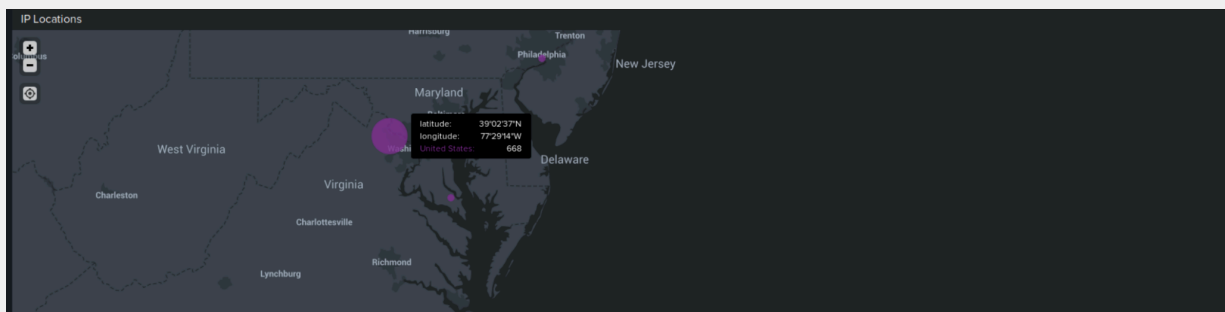 IP Locations
Harrisburg
Trenton
Philadelphia
New Jersey
Maryland
latitude: 39°02'37"N
longitude: 77°29'14"W
United States: 668
West Virginia
Delaware
Virginia
Charleston
Charlottesville
Richmond
Lynchburg